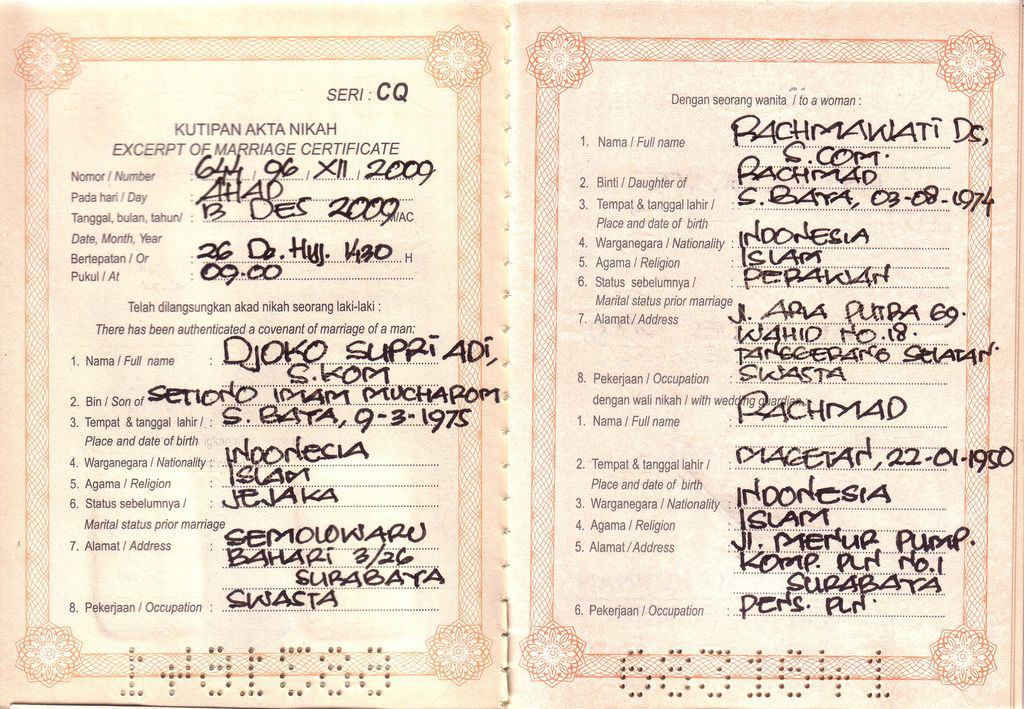 SERI : CQ
KUTIPAN AKTA NIKAH
EXCERPT OF MARRIAGE CERTIFICATE
Nomor / Number : 644 / 96 / XII / 2009
Pada hari / Day : AHAD
Tanggal, bulan, tahun/ : 13 DES 2009 M/AC
Date, Month, Year
Bertepatan / Or : 26 Dz. Hijj. 1430 H
Pukul / At : 09.00
Telah dilangsungkan akad nikah seorang laki-laki :
There has been authenticated a covenant of marriage of a man:
1. Nama / Full name : DJOKO SUPRIADI,
S.KOM
2. Bin / Son of SETIONO IMAM MUCHAROM
3. Tempat & tanggal lahir / : S. BAYA, 9-3-1975
Place and date of birth
4. Warganegara / Nationality : INDONESIA
5. Agama / Religion : ISLAM
6. Status sebelumnya / : JEJAKA
Marital status prior marriage
7. Alamat / Address : SEMOLOWARU
BAHARI 3/26
SURABAYA
8. Pekerjaan / Occupation : SWASTA
Dengan seorang wanita / to a woman :
1. Nama / Full name RACHMAWATI DS,
S.COM.
2. Binti / Daughter of : RACHMAD
3. Tempat & tanggal lahir / : S. BAYA, 03-08-1974
Place and date of birth
4. Warganegara / Nationality : INDONESIA
5. Agama / Religion : ISLAM
6. Status sebelumnya / : PERAWAN
Marital status prior marriage
7. Alamat / Address : Jl. ARIA PUTRA 69.
WAHID NO.18.
TANGGERANG SELATAN.
8. Pekerjaan / Occupation : SWASTA
dengan wali nikah / with wedding guardian :
1. Nama / Full name : RACHMAD
2. Tempat & tanggal lahir / : MAGETAN, 22-01-1950
Place and date of birth
3. Warganegara / Nationality : INDONESIA
4. Agama / Religion : ISLAM
5. Alamat / Address : Jl. MENUR PUMP.
KOMP. PLN NO.1
SURABAYA
6. Pekerjaan / Occupation : PENS. PLN.